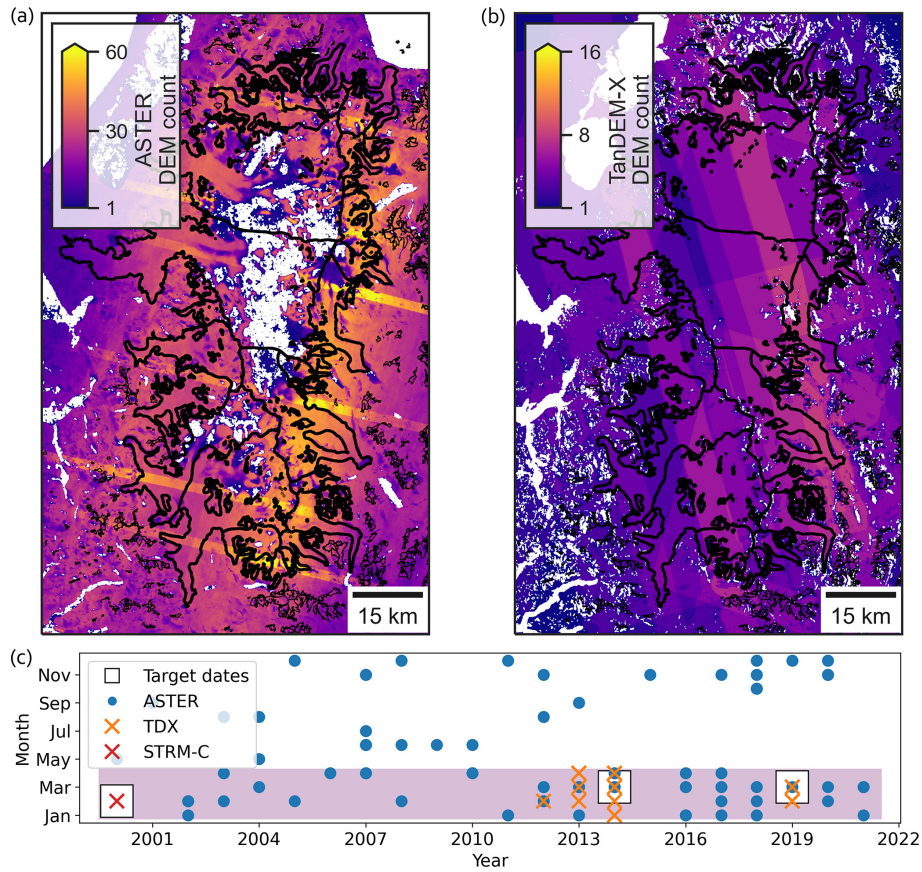 (a)
60
30
1
ASTER
DEM count
15 km
(b)
16
8
1
TanDEM-X
DEM count
15 km
(c)
Month
Nov
Sep
Jul
May
Mar
Jan
Target dates
ASTER
TDX
STRM-C
2001
2004
2007
2010
2013
2016
2019
2022
Year